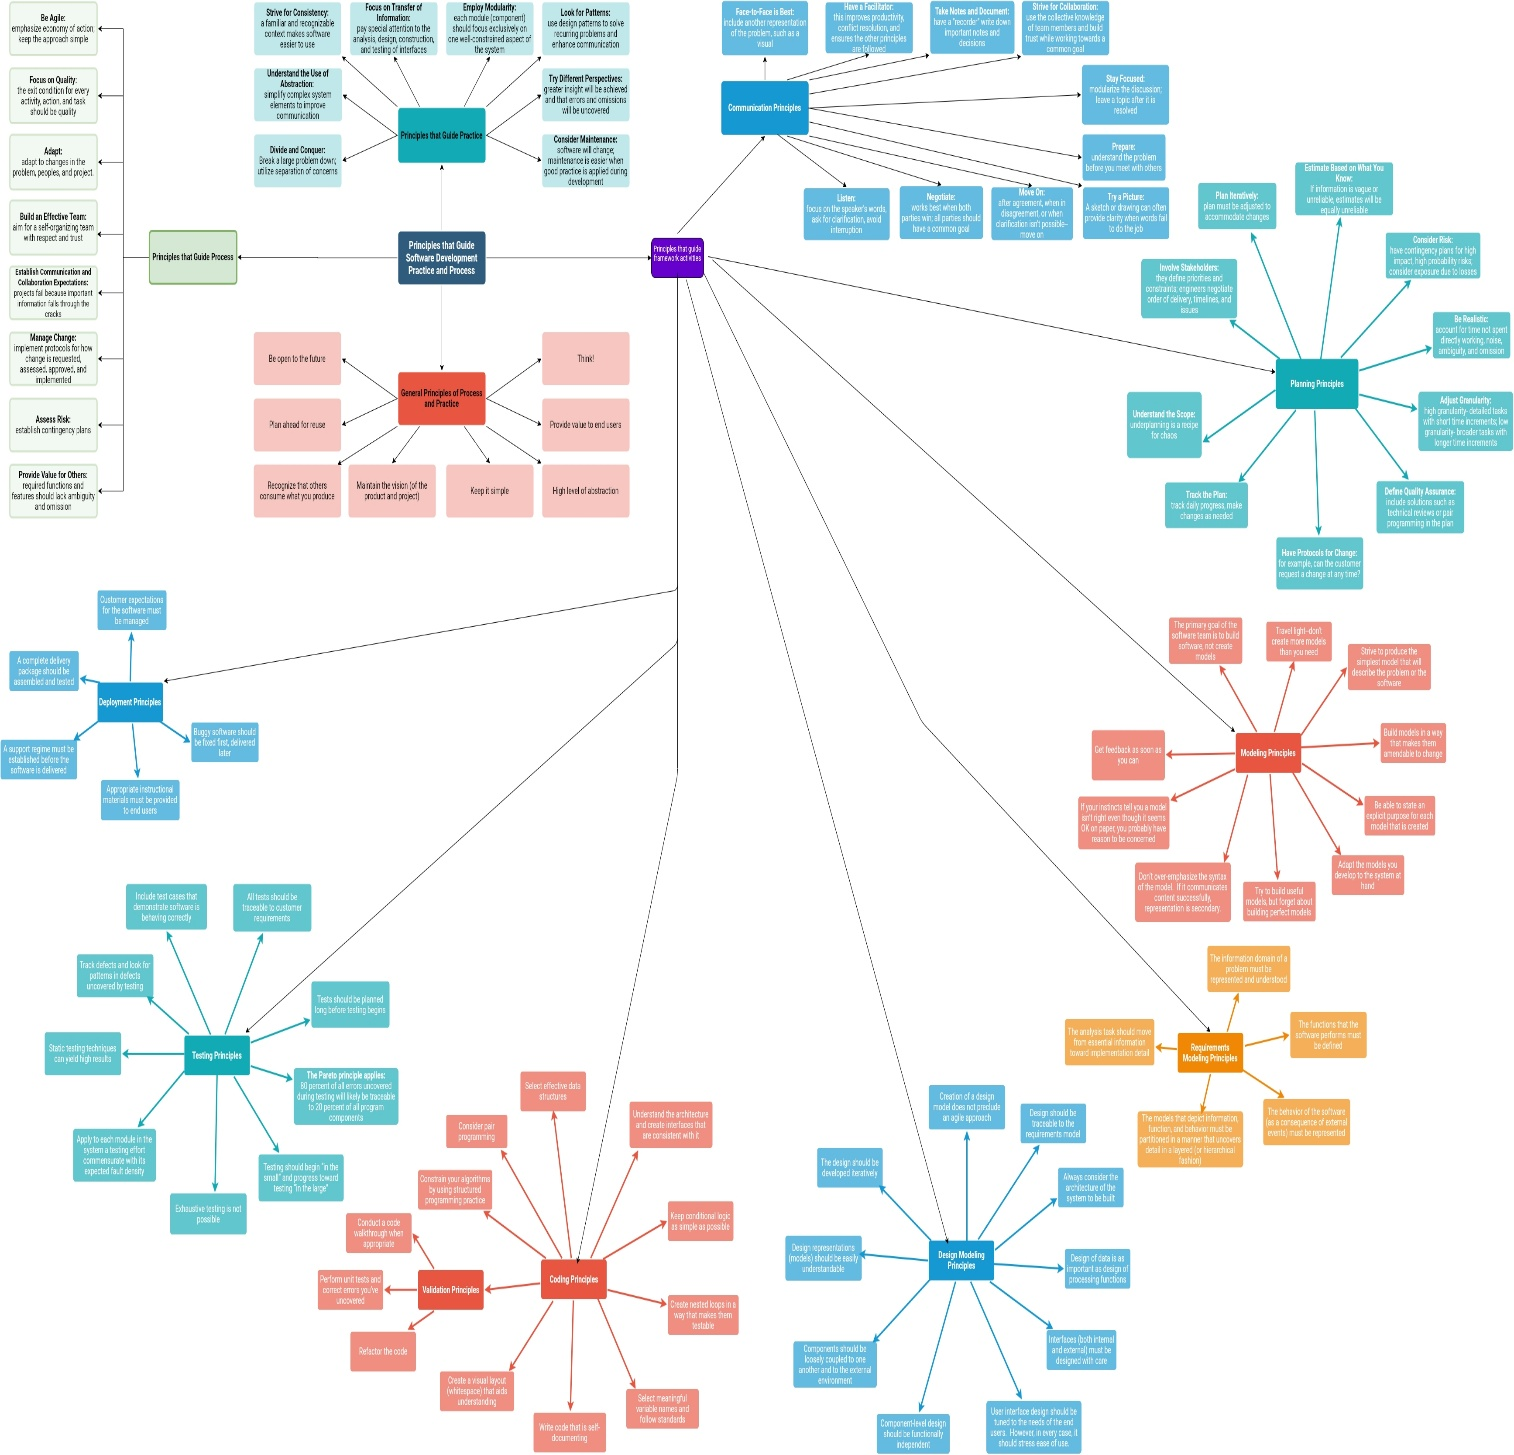 Be Agile:
emphasize economy of action,
keep the approach simple
Focus on Quality:
the exit condition for every
activity, action, and task
should be quality
Adapt:
adapt to changes in the
problem, peoples, and project.
Build an Effective Team:
aim for a self-organizing team
with respect and trust
Establish Communication and
Collaboration Expectations:
projects fail because important
information falls through the
cracks
Manage Change:
implement protocols for how
change is requested,
assessed, approved, and
implemented
Assess Risk:
establish contingency plans
Provide Value for Others:
required functions and
features should lack ambiguity
and omission
Principles that Guide Process
Strive for Consistency:
a familiar and recognizable
context makes software
easier to use
Focus on Transfer of
Information:
pay special attention to the
analysis, design, construction,
and testing of interfaces
Employ Modularity:
each module (component)
should focus exclusively on
one well-constrained aspect of
the system
Look for Patterns:
use design patterns to solve
recurring problems and
enhance communication
Understand the Use of
Abstraction:
simplify complex system
elements to improve
communication
Try Different Perspectives:
greater insight will be achieved
and that errors and omissions
will be uncovered
Divide and Conquer:
Break a large problem down;
utilize separation of concerns
Principles that Guide Practice
Consider Maintenance:
software will change;
maintenance is easier when
good practice is applied during
development
Principles that Guide
Software Development
Practice and Process
Principles that guide
framework activities
Be open to the future
Think!
General Principles of Process
and Practice
Plan ahead for reuse
Provide value to end users
Recognize that others
consume what you produce
Maintain the vision (of the
product and project)
Keep it simple
High level of abstraction
Face-to-Face is Best:
include another representation
of the problem, such as a
visual
Have a Facilitator:
this improves productivity,
conflict resolution, and
ensures the other principles
are followed
Take Notes and Document:
have a "recorder" write down
important notes and
decisions
Strive for Collaboration:
use the collective knowledge
of team members and build
trust while working towards a
common goal
Communication Principles
Stay Focused:
modularize the discussion;
leave a topic after it is
resolved
Prepare:
understand the problem
before you meet with others
Listen:
focus on the speaker's words,
ask for clarification, avoid
interruption
Negotiate:
works best when both
parties win; all parties should
have a common goal
Move On:
after agreement, when in
disagreement, or when
clarification isn't possible--
move on
Try a Picture:
A sketch or drawing can often
provide clarity when words fail
to do the job
Plan Iteratively:
plan must be adjusted to
accommodate changes
Estimate Based on What You
Know:
If information is vague or
unreliable, estimates will be
equally unreliable
Consider Risk:
have contingency plans for high
impact, high probability risks;
consider exposure due to losses
Involve Stakeholders:
they define priorities and
constraints; engineers negotiate
order of delivery, timelines, and
issues
Be Realistic:
account for time not spent
directly working, noise,
ambiguity, and omission
Planning Principles
Understand the Scope:
underplanning is a recipe
for chaos
Adjust Granularity:
high granularity- detailed tasks
with short time increments; low
granularity- broader tasks with
longer time increments
Track the Plan:
track daily progress, make
changes as needed
Define Quality Assurance:
include solutions such as
technical reviews or pair
programming in the plan
Have Protocols for Change:
for example, can the customer
request a change at any time?
Customer expectations
for the software must
be managed
A complete delivery
package should be
assembled and tested
Deployment Principles
A support regime must be
established before the
software is delivered
Buggy software should
be fixed first, delivered
later
Appropriate instructional
materials must be provided
to end users
The primary goal of the
software team is to build
software, not create
models
Travel light--don't
create more models
than you need
Strive to produce the
simplest model that will
describe the problem or the
software
Get feedback as soon as
you can
Modeling Principles
Build models in a way
that makes them
amendable to change
If your instincts tell you a model
isn't right even though it seems
OK on paper, you probably have
reason to be concerned
Be able to state an
explicit purpose for each
model that is created
Don't over-emphasize the syntax
of the model. If it communicates
content successfully,
representation is secondary.
Try to build useful
models, but forget about
building perfect models
Adapt the models you
develop to the system at
hand
The information domain of a
problem must be
represented and understood
The analysis task should move
from essential information
toward implementation detail
Requirements
Modeling Principles
The functions that the
software performs must
be defined
The models that depict information,
function, and behavior must be
partitioned in a manner that uncovers
detail in a layered (or hierarchical
fashion)
The behavior of the software
(as a consequence of external
events) must be represented
Include test cases that
demonstrate software is
behaving correctly
All tests should be
traceable to customer
requirements
Track defects and look for
patterns in defects
uncovered by testing
Tests should be planned
long before testing begins
Static testing techniques
can yield high results
Testing Principles
The Pareto principle applies:
80 percent of all errors uncovered
during testing will likely be traceable
to 20 percent of all program
components
Apply to each module in the
system a testing effort
commensurate with its
expected fault density
Testing should begin "in the
small" and progress toward
testing "in the large"
Exhaustive testing is not
possible
Select effective data
structures
Consider pair
programming
Understand the architecture
and create interfaces that
are consistent with it
Constrain your algorithms
by using structured
programming practice
Keep conditional logic
as simple as possible
Conduct a code
walkthrough when
appropriate
Perform unit tests and
correct errors you've
uncovered
Validation Principles
Coding Principles
Refactor the code
Create nested loops in a
way that makes them
testable
Create a visual layout
(whitespace) that aids
understanding
Write code that is self-
documenting
Select meaningful
variable names and
follow standards
Creation of a design
model does not preclude
an agile approach
Design should be
traceable to the
requirements model
The design should be
developed iteratively
Always consider the
architecture of the
system to be built
Design representations
(models) should be easily
understandable
Design Modeling
Principles
Design of data is as
important as design of
processing functions
Components should be
loosely coupled to one
another and to the external
environment
Interfaces (both internal
and external) must be
designed with care
Component-level design
should be functionally
independent
User interface design should be
tuned to the needs of the end
users. However, in every case, it
should stress ease of use.